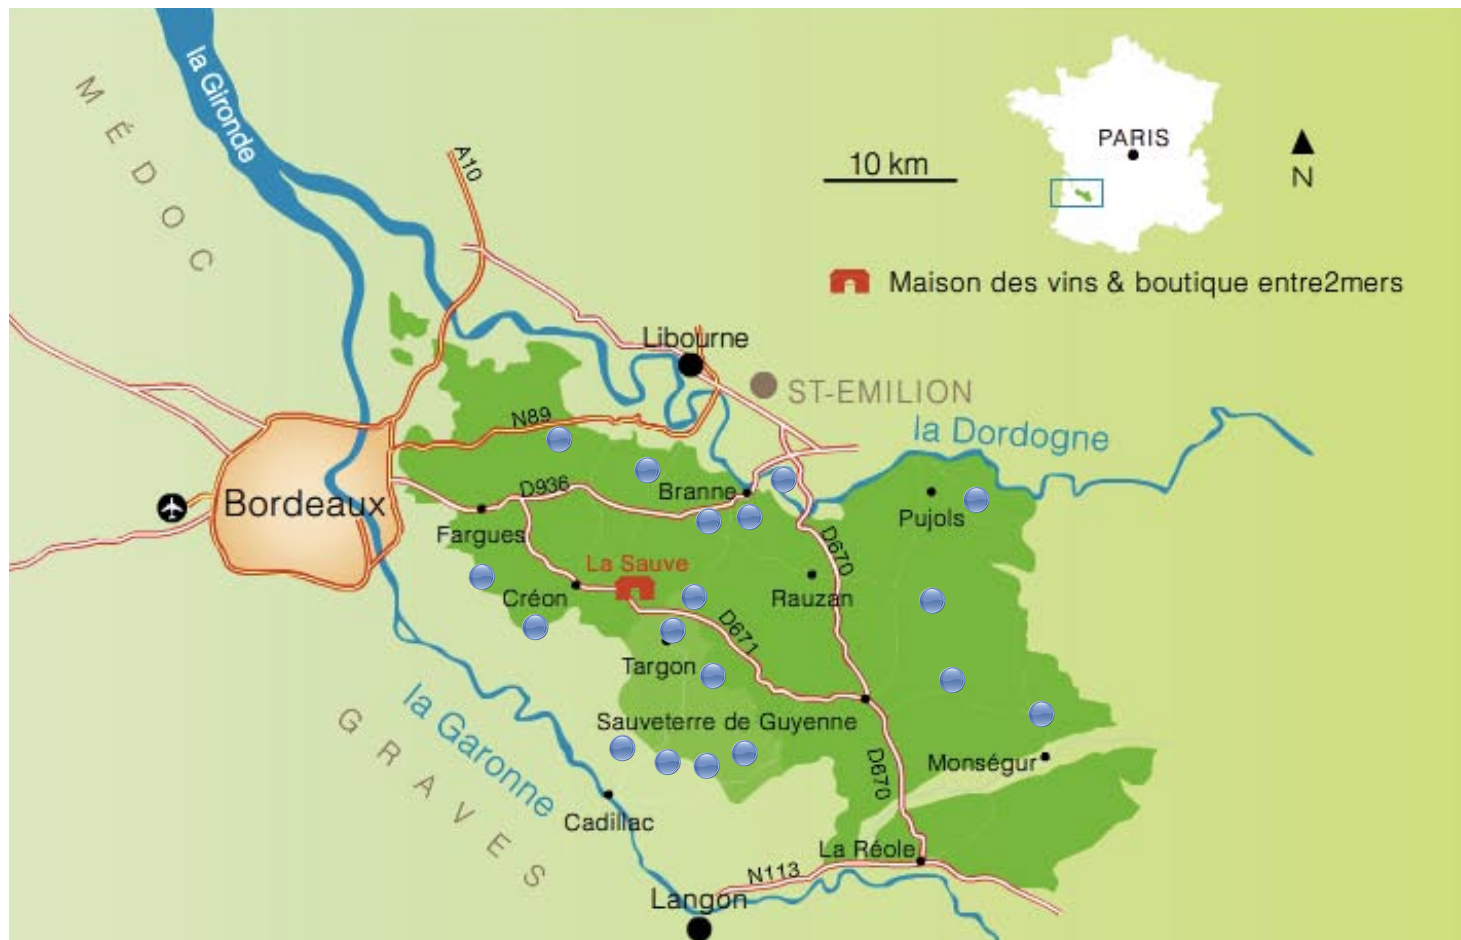 la Gironde
MÉDOC
A10
PARIS
10 km
N
Maison des vins & boutique entre2mers
Libourne
ST-EMILION
N89
la Dordogne
Bordeaux
D936
Branne
Pujols
Fargues
D670
La Sauve
Créon
Rauzan
D671
Targon
la Garonne
GRAVES
Sauveterre de Guyenne
D670
Monségur
Cadillac
La Réole
N113
Langon